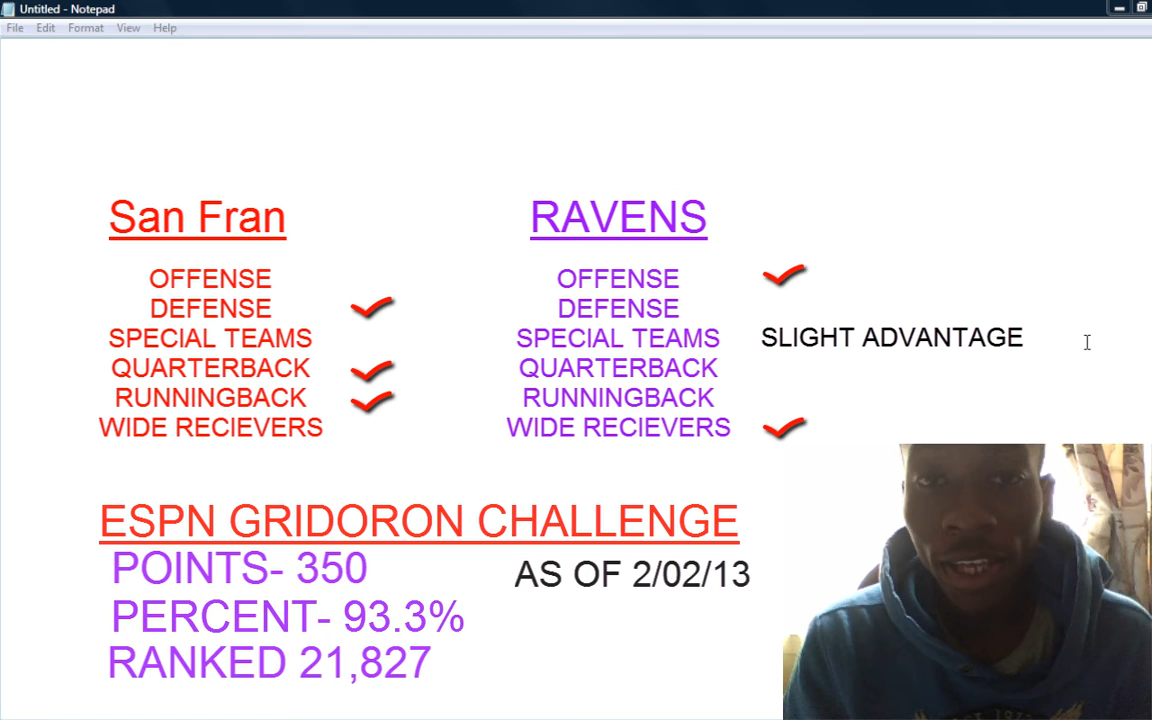 Untitled - Notepad
File Edit Format View Help
San Fran
OFFENSE
DEFENSE
SPECIAL TEAMS
QUARTERBACK
RUNNINGBACK
WIDE RECIEVERS
RAVENS
OFFENSE
DEFENSE
SPECIAL TEAMS SLIGHT ADVANTAGE
QUARTERBACK
RUNNINGBACK
WIDE RECIEVERS
ESPN GRIDORON CHALLENGE
POINTS- 350
PERCENT- 93.3%
RANKED 21,827
AS OF 2/02/13